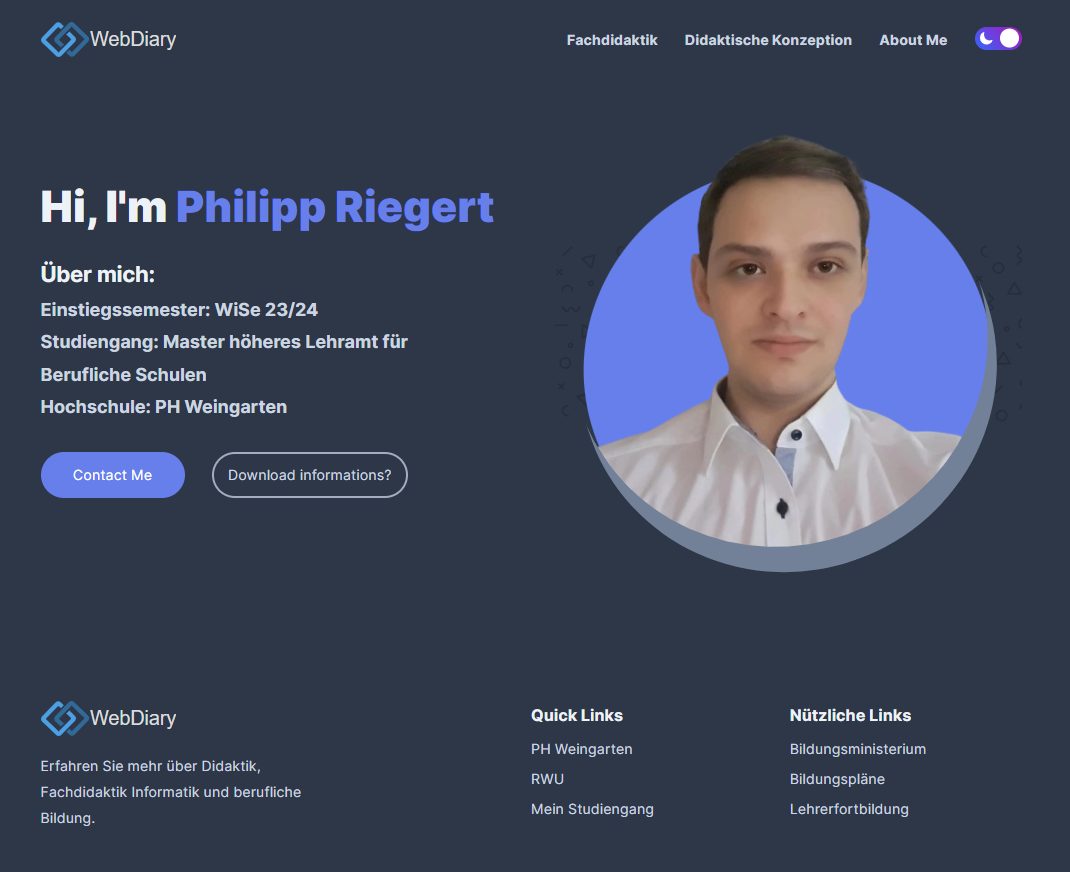 WebDiary
Fachdidaktik
Didaktische Konzeption
About Me
Hi, I'm Philipp Riegert
Über mich:
Einstiegssemester: WiSe 23/24
Studiengang: Master höheres Lehramt für
Berufliche Schulen
Hochschule: PH Weingarten
Contact Me
Download informations?
WebDiary
Erfahren Sie mehr über Didaktik,
Fachdidaktik Informatik und berufliche
Bildung.
Quick Links
PH Weingarten
RWU
Mein Studiengang
Nützliche Links
Bildungsministerium
Bildungspläne
Lehrerfortbildung